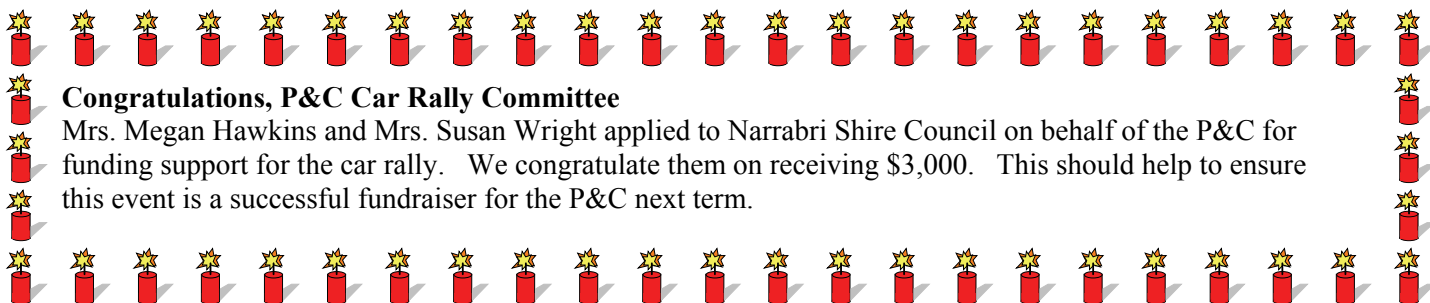 Congratulations, P&C Car Rally Committee
Mrs. Megan Hawkins and Mrs. Susan Wright applied to Narrabri Shire Council on behalf of the P&C for
funding support for the car rally.   We congratulate them on receiving $3,000.   This should help to ensure
this event is a successful fundraiser for the P&C next term.